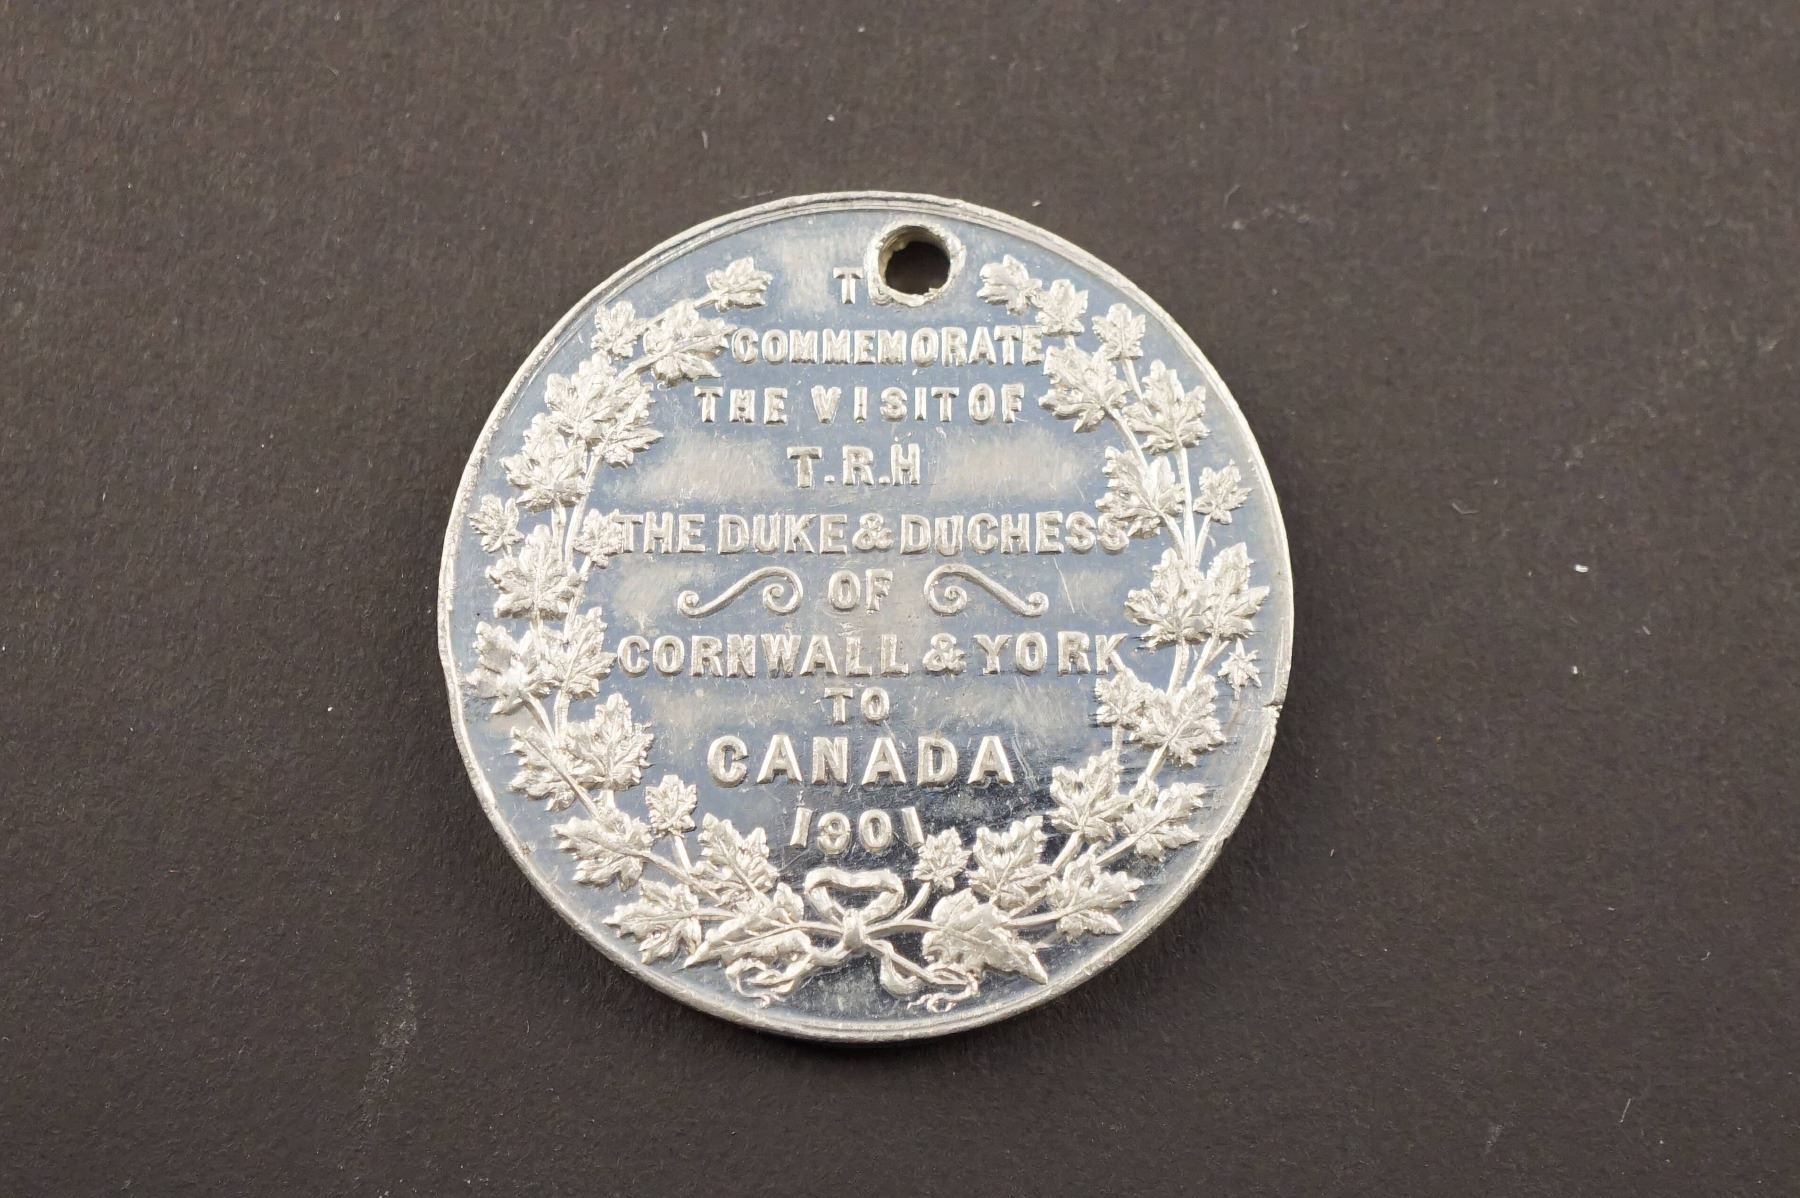 TO
COMMEMORATE
THE VISIT OF
T.R.H
THE DUKE & DUCHESS
OF
CORNWALL & YORK
TO
CANADA
1901